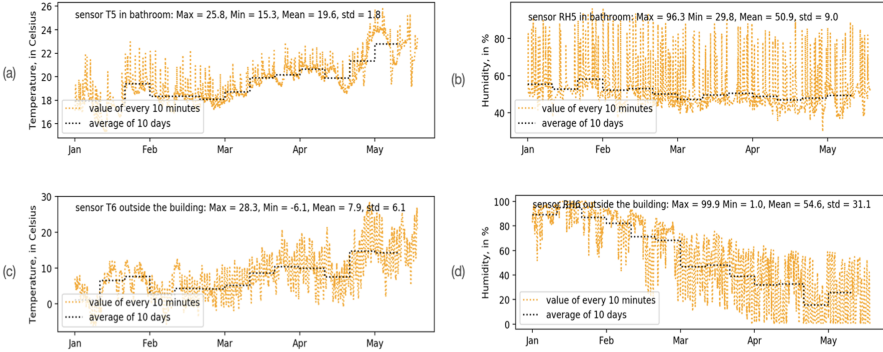 (a)
Temperature, in Celsius
sensor T5 in bathroom: Max = 25.8, Min = 15.3, Mean = 19.6, std = 1.8
26
24
22
20
18
16
value of every 10 minutes
average of 10 days
Jan Feb Mar Apr May
(b)
Humidity, in %
sensor RH5 in bathroom: Max = 96.3 Min = 29.8, Mean = 50.9, std = 9.0
80
60
40
value of every 10 minutes
average of 10 days
Jan Feb Mar Apr May
(c)
Temperature, in Celsius
sensor T6 outside the building: Max = 28.3, Min = -6.1, Mean = 7.9, std = 6.1
30
20
10
0
value of every 10 minutes
average of 10 days
Jan Feb Mar Apr May
(d)
Humidity, in %
sensor RH6 outside the building: Max = 99.9 Min = 1.0, Mean = 54.6, std = 31.1
100
80
60
40
20
0
value of every 10 minutes
average of 10 days
Jan Feb Mar Apr May